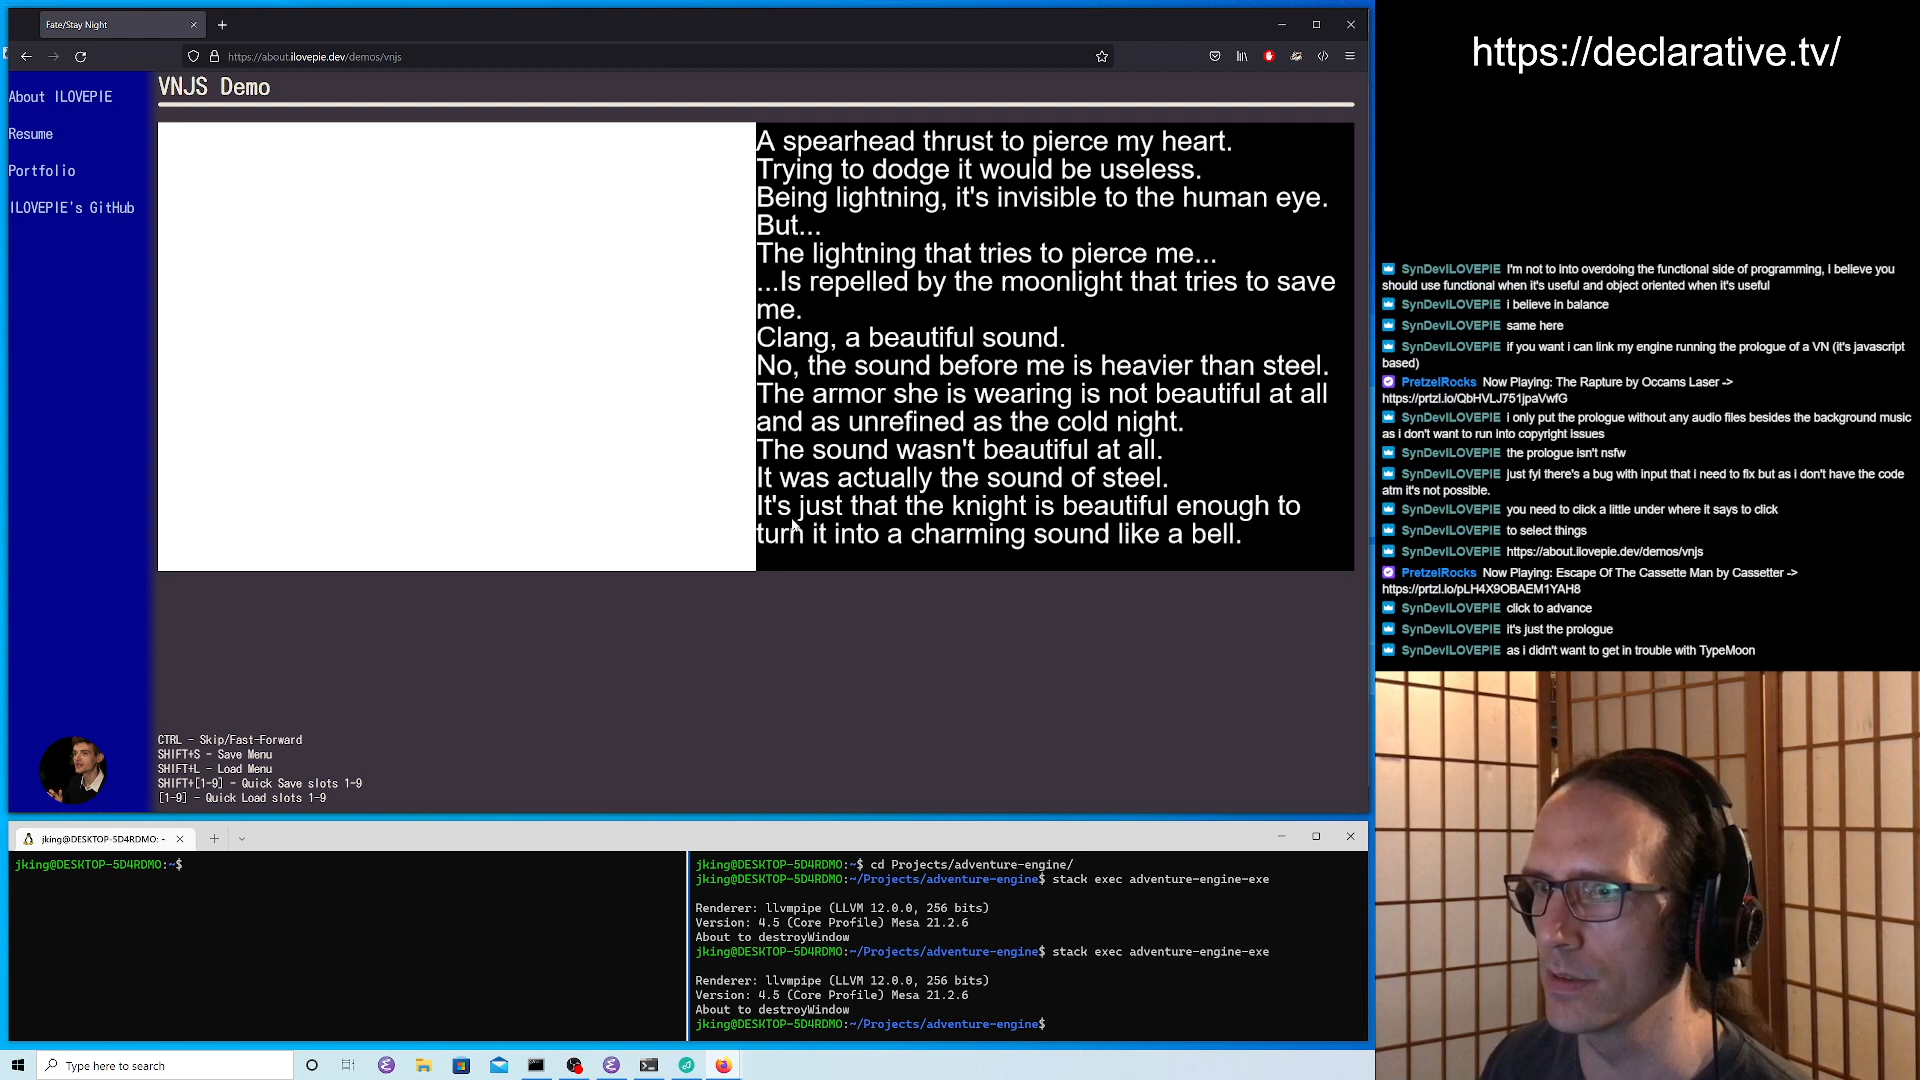 Fate/Stay Night
https://about.ilovepie.dev/demos/vnjs
About ILOVEPIE
Resume
Portfolio
ILOVEPIE's GitHub
VNJS Demo
A spearhead thrust to pierce my heart.
Trying to dodge it would be useless.
Being lightning, it's invisible to the human eye.
But...
The lightning that tries to pierce me...
...Is repelled by the moonlight that tries to save
me.
Clang, a beautiful sound.
No, the sound before me is heavier than steel.
The armor she is wearing is not beautiful at all
and as unrefined as the cold night.
The sound wasn't beautiful at all.
It was actually the sound of steel.
It's just that the knight is beautiful enough to
turn it into a charming sound like a bell.
CTRL - Skip/Fast-Forward
SHIFT+S - Save Menu
SHIFT+L - Load Menu
SHIFT+[1-9] - Quick Save slots 1-9
[1-9] - Quick Load slots 1-9
jking@DESKTOP-5D4RDMO: ~
jking@DESKTOP-5D4RDMO:~$
jking@DESKTOP-5D4RDMO:~$ cd Projects/adventure-engine/
jking@DESKTOP-5D4RDMO:~/Projects/adventure-engine$ stack exec adventure-engine-exe
Renderer: llvmpipe (LLVM 12.0.0, 256 bits)
Version: 4.5 (Core Profile) Mesa 21.2.6
About to destroyWindow
jking@DESKTOP-5D4RDMO:~/Projects/adventure-engine$ stack exec adventure-engine-exe
Renderer: llvmpipe (LLVM 12.0.0, 256 bits)
Version: 4.5 (Core Profile) Mesa 21.2.6
About to destroyWindow
jking@DESKTOP-5D4RDMO:~/Projects/adventure-engine$
Type here to search
https://declarative.tv/
SynDevILOVEPIE I'm not to into overdoing the functional side of programming, i believe you
should use functional when it's useful and object oriented when it's useful
SynDevILOVEPIE i believe in balance
SynDevILOVEPIE same here
SynDevILOVEPIE if you want i can link my engine running the prologue of a VN (it's javascript
based)
PretzelRocks Now Playing: The Rapture by Occams Laser ->
https://prtzl.io/QbHVLJ751jpaVwfG
SynDevILOVEPIE i only put the prologue without any audio files besides the background music
as i don't want to run into copyright issues
SynDevILOVEPIE the prologue isn't nsfw
SynDevILOVEPIE just fyi there's a bug with input that i need to fix but as i don't have the code
atm it's not possible.
SynDevILOVEPIE you need to click a little under where it says to click
SynDevILOVEPIE to select things
SynDevILOVEPIE https://about.ilovepie.dev/demos/vnjs
PretzelRocks Now Playing: Escape Of The Cassette Man by Cassetter ->
https://prtzl.io/pLH4X9OBAEM1YAH8
SynDevILOVEPIE click to advance
SynDevILOVEPIE it's just the prologue
SynDevILOVEPIE as i didn't want to get in trouble with TypeMoon